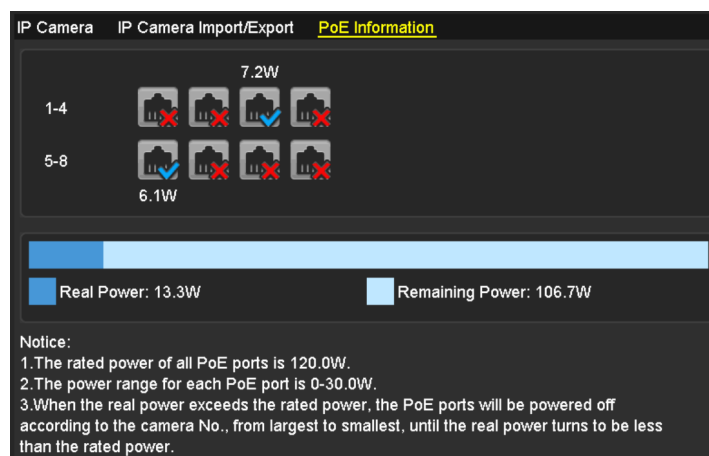 IP Camera IP Camera Import/Export PoE Information
7.2W
1-4
5-8
6.1W
Real Power: 13.3W Remaining Power: 106.7W
Notice:
1.The rated power of all PoE ports is 120.0W.
2.The power range for each PoE port is 0-30.0W.
3.When the real power exceeds the rated power, the PoE ports will be powered off
according to the camera No., from largest to smallest, until the real power turns to be less
than the rated power.